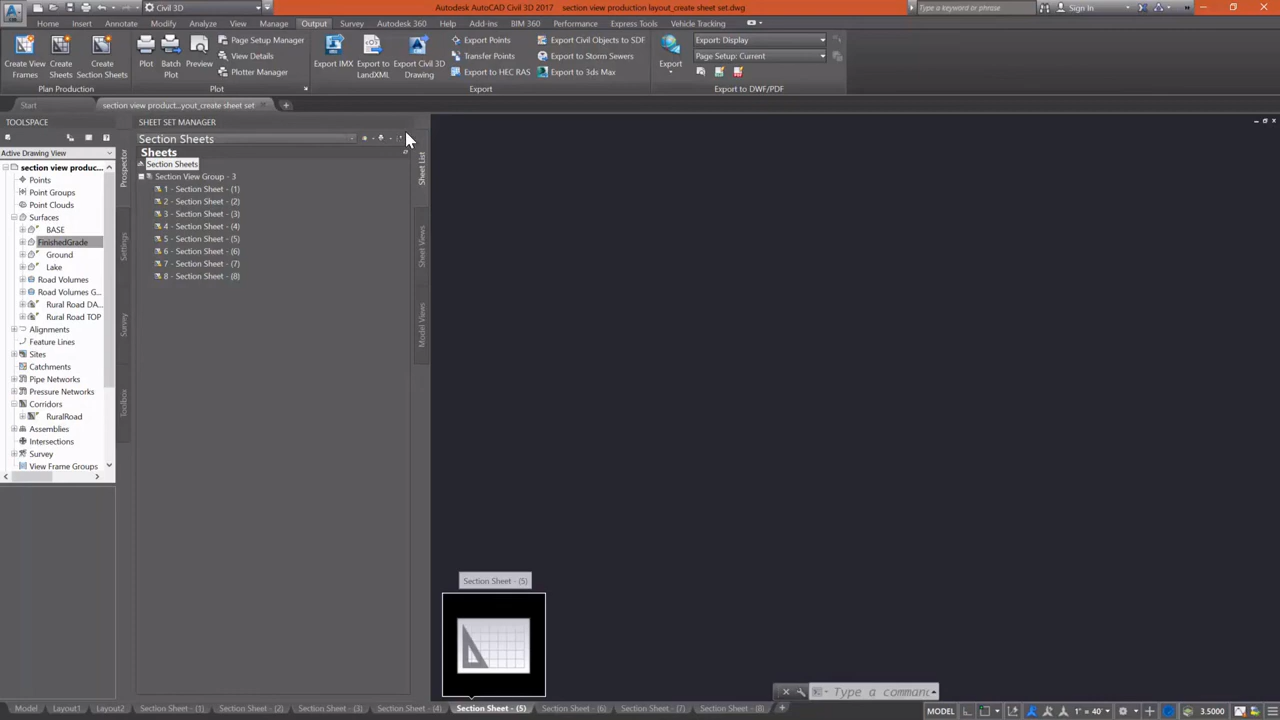 Civil 3D
Autodesk AutoCAD Civil 3D 2017 section view production layout_create sheet set.dwg
Type a keyword or phrase
Sign In
Home Insert Annotate Modify Analyze View Manage Output Survey Autodesk 360 Help Add-ins BIM 360 Performance Express Tools Vehicle Tracking
Create View Frames
Create Sheets
Create Section Sheets
Plan Production
Plot
Batch Plot
Preview
Page Setup Manager
View Details
Plotter Manager
Plot
Export IMX
Export to LandXML
Export Civil 3D Drawing
Export Points
Transfer Points
Export to HEC RAS
Export Civil Objects to SDF
Export to Storm Sewers
Export to 3ds Max
Export
Export
Export: Display
Page Setup: Current
Export to DWF/PDF
Start
section view product...yout_create sheet set
TOOLSPACE
Active Drawing View
section view produc...
Points
Point Groups
Point Clouds
Surfaces
BASE
FinishedGrade
Ground
Lake
Road Volumes
Road Volumes G...
Rural Road DA...
Rural Road TOP
Alignments
Feature Lines
Sites
Catchments
Pipe Networks
Pressure Networks
Corridors
RuralRoad
Assemblies
Intersections
Survey
View Frame Groups
Prospector
Settings
Survey
Toolbox
SHEET SET MANAGER
Section Sheets
Sheets
Section Sheets
Section View Group - 3
1 - Section Sheet - (1)
2 - Section Sheet - (2)
3 - Section Sheet - (3)
4 - Section Sheet - (4)
5 - Section Sheet - (5)
6 - Section Sheet - (6)
7 - Section Sheet - (7)
8 - Section Sheet - (8)
Sheet List
Sheet Views
Model Views
Section Sheet - (5)
Type a command
Model Layout1 Layout2 Section Sheet - (1) Section Sheet - (2) Section Sheet - (3) Section Sheet - (4) Section Sheet - (5) Section Sheet - (6) Section Sheet - (7) Section Sheet - (8)
MODEL
1" = 40'
3.5000